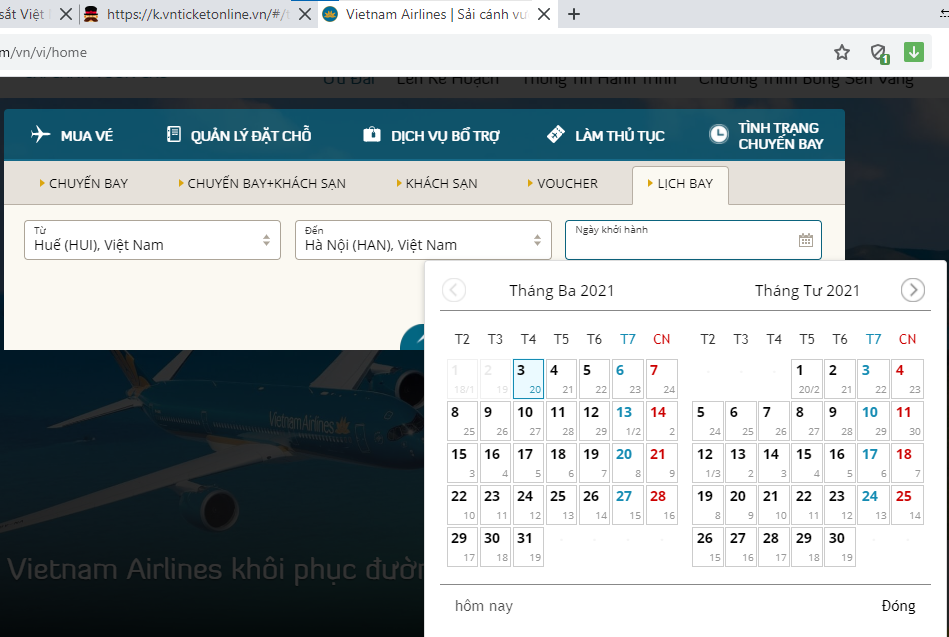 sắt Việt
https://k.vnticketonline.vn/#/t
Vietnam Airlines | Sải cánh vư
m/vn/vi/home
1
Ưu Đãi Lên Kế Hoạch Thông Tin Hành Trình Chương Trình Bông Sen Vàng
MUA VÉ QUẢN LÝ ĐẶT CHỖ DỊCH VỤ BỔ TRỢ LÀM THỦ TỤC TÌNH TRẠNG
CHUYẾN BAY
CHUYẾN BAY CHUYẾN BAY+KHÁCH SẠN KHÁCH SẠN VOUCHER LỊCH BAY
Từ
Huế (HUI), Việt Nam
Đến
Hà Nội (HAN), Việt Nam
Ngày khởi hành
Tháng Ba 2021
T2 T3 T4 T5 T6 T7 CN
1 2 3 4 5 6 7
18/1 19 20 21 22 23 24
8 9 10 11 12 13 14
25 26 27 28 29 1/2 2
15 16 17 18 19 20 21
3 4 5 6 7 8 9
22 23 24 25 26 27 28
10 11 12 13 14 15 16
29 30 31
17 18 19
Tháng Tư 2021
T2 T3 T4 T5 T6 T7 CN
1 2 3 4
20/2 21 22 23
5 6 7 8 9 10 11
24 25 26 27 28 29 30
12 13 14 15 16 17 18
1/3 2 3 4 5 6 7
19 20 21 22 23 24 25
8 9 10 11 12 13 14
26 27 28 29 30
15 16 17 18 19
hôm nay Đóng
VietnamAirlines
Vietnam Airlines khôi phục đườn